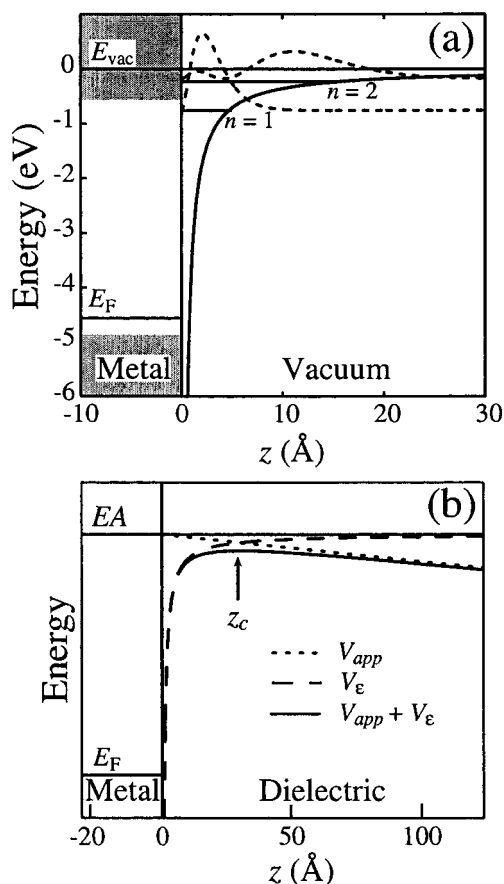 (a)
E_vac
0
-1
-2
-3
-4
-5
-6
Energy (eV)
n = 2
n = 1
E_F
Metal
Vacuum
-10
0
10
20
30
z (Å)
(b)
EA
z_c
V_app
V_ε
V_app + V_ε
Energy
E_F
Metal
Dielectric
-20
0
50
100
z (Å)